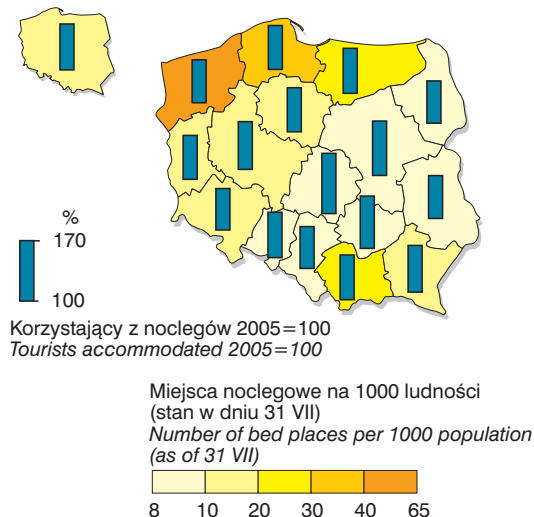 %
170
100
Korzystający z noclegów 2005=100
Tourists accommodated 2005=100
Miejsca noclegowe na 1000 ludności
(stan w dniu 31 VII)
Number of bed places per 1000 population
(as of 31 VII)
8 10 20 30 40 65